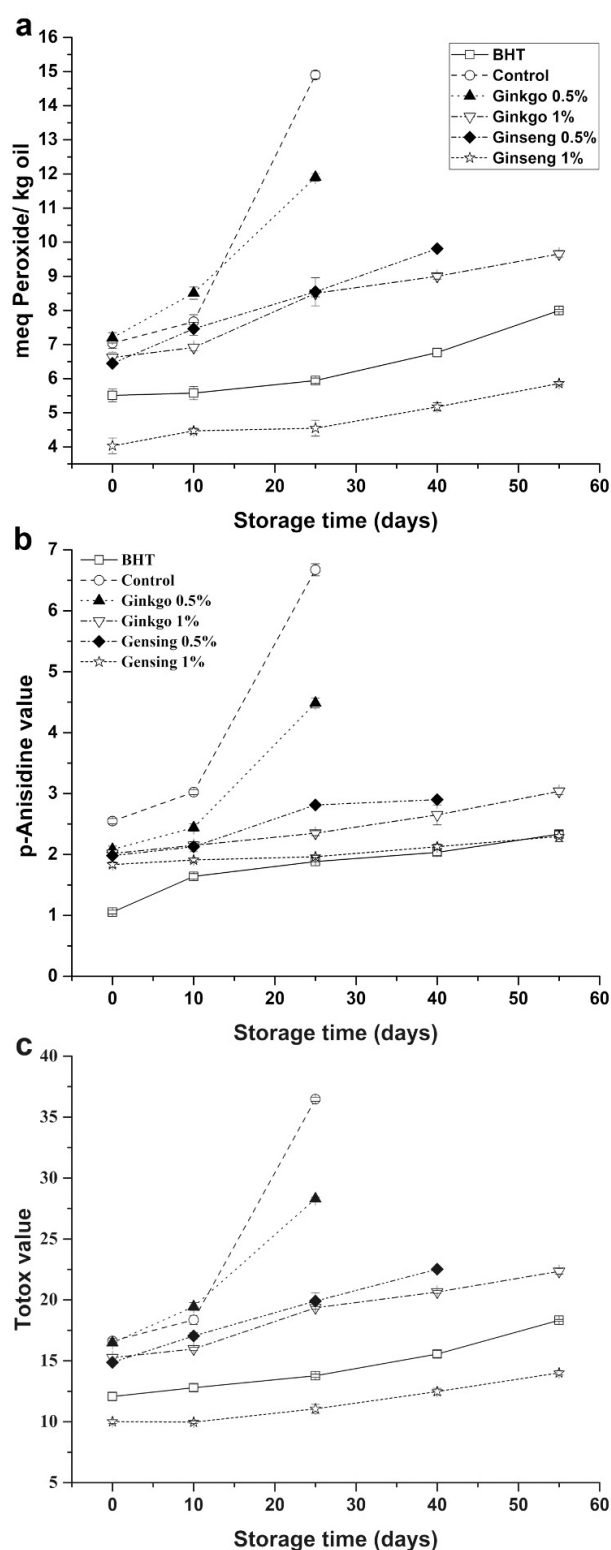 a
16
15
14
13
12
11
10
9
8
7
6
5
4
meq Peroxide/ kg oil
BHT
Control
Ginkgo 0.5%
Ginkgo 1%
Ginseng 0.5%
Ginseng 1%
0 10 20 30 40 50 60
Storage time (days)
b
7
6
5
4
3
2
1
0
p-Anisidine value
BHT
Control
Ginkgo 0.5%
Ginkgo 1%
Gensing 0.5%
Gensing 1%
0 10 20 30 40 50 60
Storage time (days)
c
40
35
30
25
20
15
10
5
Totox value
0 10 20 30 40 50 60
Storage time (days)